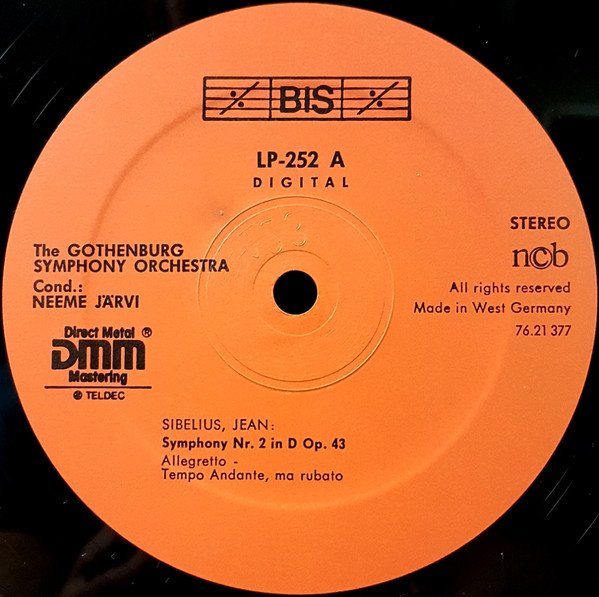 BIS
LP-252 A
DIGITAL
STEREO
n©b
The GOTHENBURG
SYMPHONY ORCHESTRA
Cond.:
NEEME JÄRVI
All rights reserved
Made in West Germany
76.21 377
Direct Metal ®
DMM
Mastering
℗ TELDEC
SIBELIUS, JEAN:
Symphony Nr. 2 in D Op. 43
Allegretto -
Tempo Andante, ma rubato